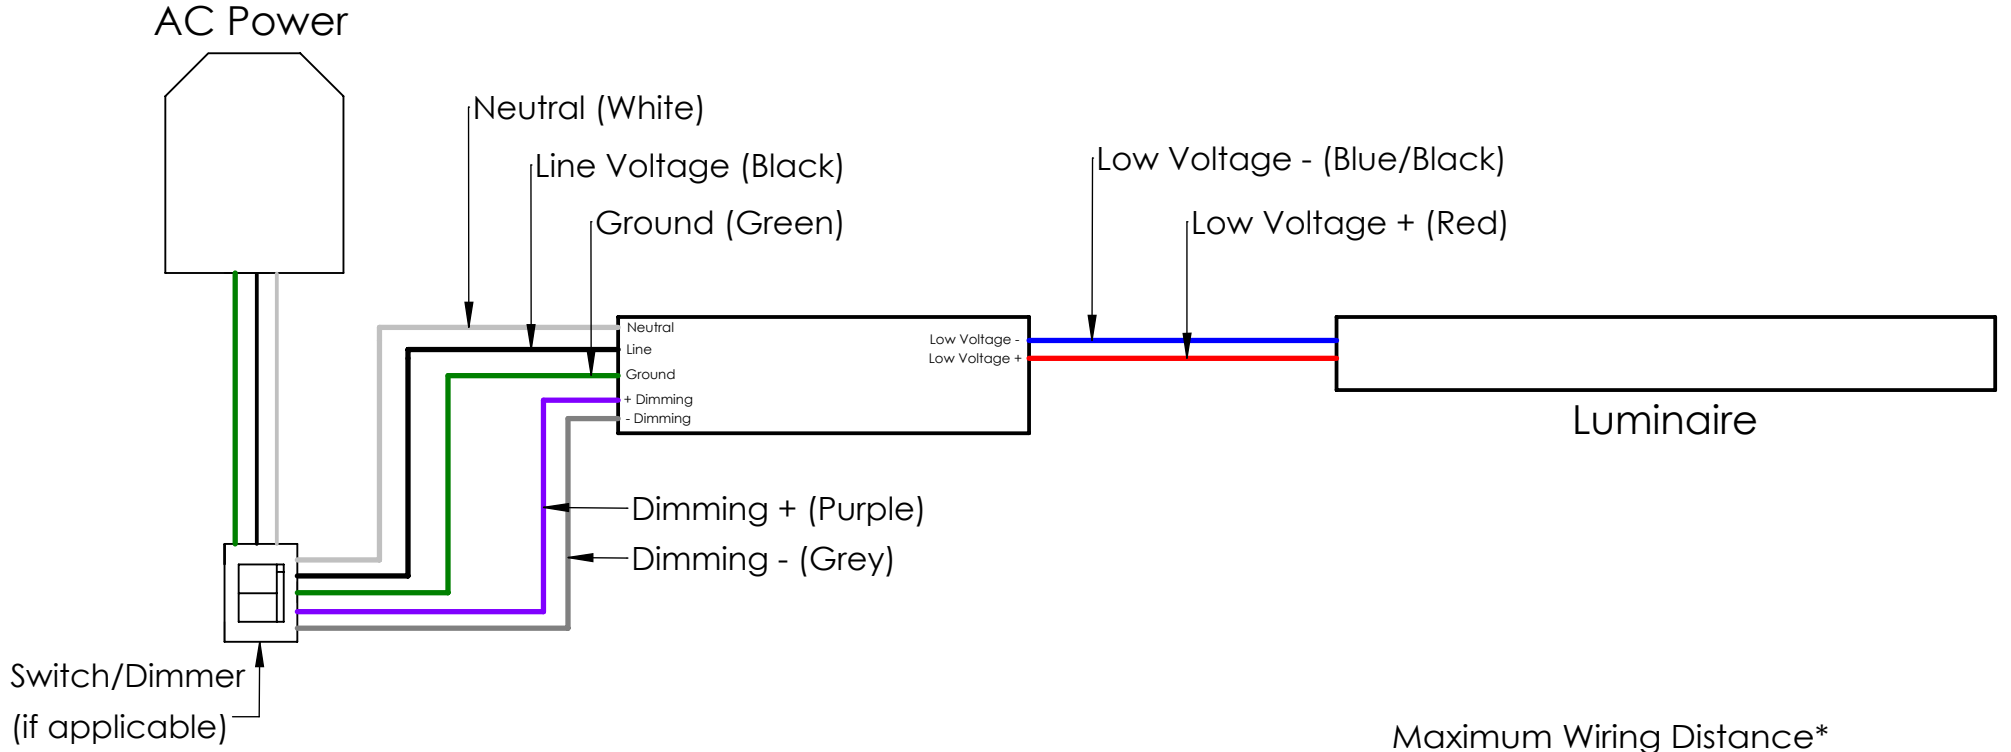 AC Power
Neutral (White)
Line Voltage (Black)
Ground (Green)
Low Voltage - (Blue/Black)
Low Voltage + (Red)
Neutral
Line
Ground
+ Dimming
- Dimming
Low Voltage -
Low Voltage +
Luminaire
Dimming + (Purple)
Dimming - (Grey)
Switch/Dimmer
(if applicable)
Maximum Wiring Distance*